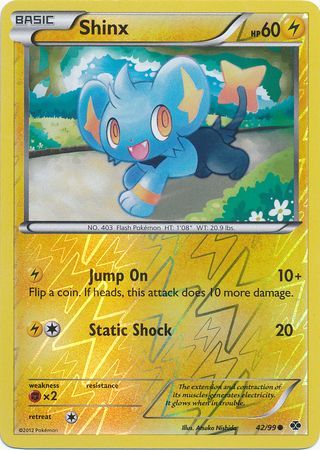 BASIC
Shinx HP60
NO. 403 Flash Pokémon HT: 1'08" WT: 20.9 lbs.
Jump On 10+
Flip a coin. If heads, this attack does 10 more damage.
Static Shock 20
weakness resistance
×2
retreat
The extension and contraction of
its muscles generates electricity.
It glows when in trouble.
©2012 Pokémon Illus. Atsuko Nishida 42/99